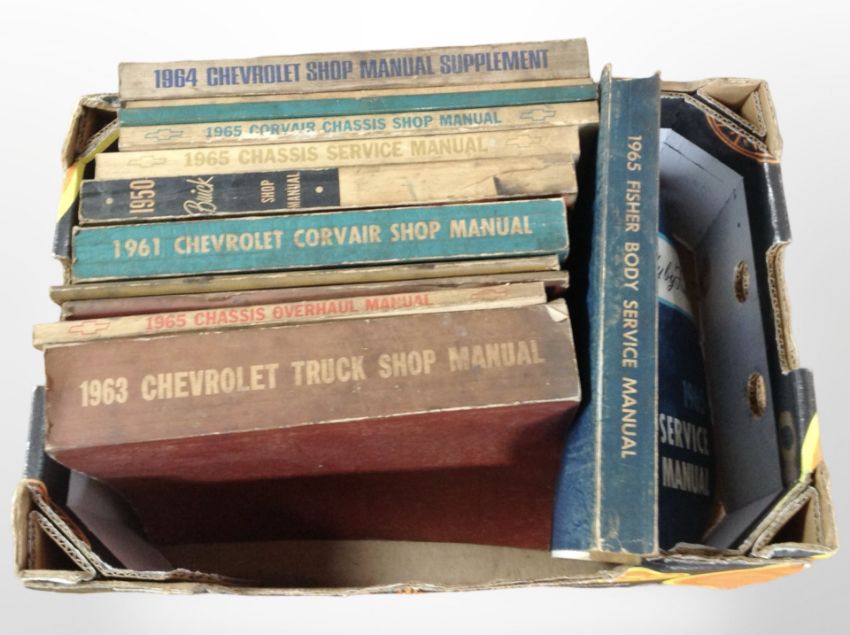 1964 CHEVROLET SHOP MANUAL SUPPLEMENT
1965 CORVAIR CHASSIS SHOP MANUAL
1965 CHASSIS SERVICE MANUAL
1950 Buick SHOP MANUAL
1961 CHEVROLET CORVAIR SHOP MANUAL
1965 CHASSIS OVERHAUL MANUAL
1963 CHEVROLET TRUCK SHOP MANUAL
1965 FISHER BODY SERVICE MANUAL
SERVICE
MANUAL